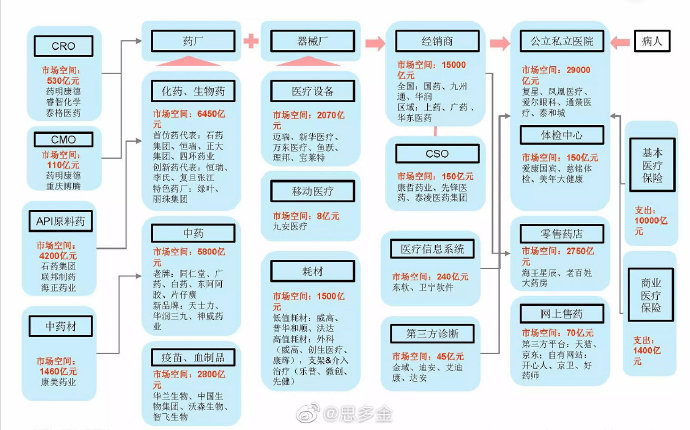 CRO
市场空间:
530亿元
药明康德
睿智化学
泰格医药
CMO
市场空间:
110亿元
药明康德
重庆博腾
API原料药
市场空间:
4200亿元
石药集团
联邦制药
海正药业
中药材
市场空间:
1460亿元
康美药业
药厂
化药、生物药
市场空间: 6450亿
元
首仿药代表: 石药
集团、恒瑞、正大
集团、四环药业
创新药代表: 恒瑞、
李氏、复旦张江
特色药厂: 绿叶、
丽珠集团
中药
市场空间: 5800亿
元
老牌: 同仁堂、广
药、白药、东阿阿
胶、片仔癀
新品牌: 天士力、
华润三九、神威药
业
疫苗、血制品
市场空间: 2800亿
元
华兰生物、中国生
物集团、沃森生物、
智飞生物
器械厂
医疗设备
市场空间: 2070亿
元
迈瑞、新华医疗、
万东医疗、鱼跃、
理邦、宝莱特
移动医疗
市场空间: 8亿元
九安医疗
耗材
市场空间: 1500亿
元
低值耗材: 威高、
普华和顺、洪达
高值耗材: 外科
(威高、创生医疗、
康辉), 支架&介入
治疗(乐普、微创、
先健)
经销商
市场空间: 15000
亿元
全国: 国药、九州
通、华润
区域: 上药、广药、
华东医药
CSO
市场空间: 150亿元
康哲药业、先锋医
药、泰凌医药集团
医疗信息系统
市场空间: 240亿元
东软、卫宁软件
第三方诊断
市场空间: 45亿元
金域、迪安、艾迪
康、达安
公立私立医院
市场空间: 29000
亿元
复星、凤凰医疗、
爱尔眼科、通策医
疗、泰和诚
体检中心
市场空间: 150亿元
爱康国宾、慈铭体
检、美年大健康
零售药店
市场空间: 2750亿
元
海王星辰、老百姓
大药房
网上售药
市场空间: 70亿元
第三方平台: 天猫、
京东; 自有网站:
开心人、京卫、好
药师
病人
基本
医疗
保险
支出:
10000亿元
商业
医疗
保险
支出:
1400亿元
@思多金